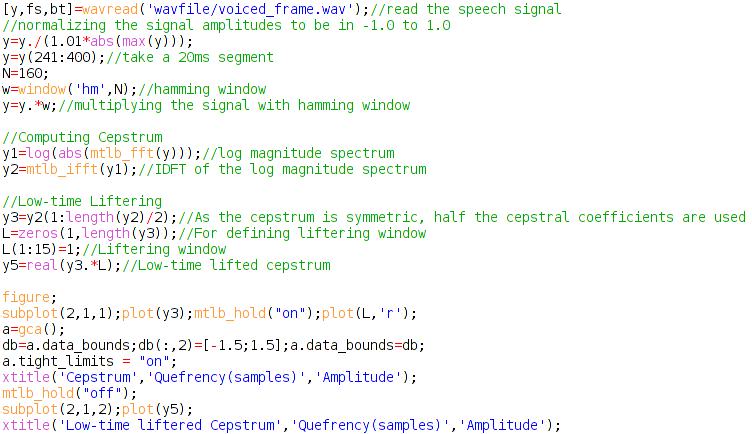 [y,fs,bt]=wavread('wavfile/voiced_frame.wav');//read the speech signal
//normalizing the signal amplitudes to be in -1.0 to 1.0
y=y./(1.01*abs(max(y)));
y=y(241:400);//take a 20ms segment
N=160;
w=window('hm',N);//hamming window
y=y.*w;//multiplying the signal with hamming window
//Computing Cepstrum
y1=log(abs(mtlb_fft(y)));//log magnitude spectrum
y2=mtlb_ifft(y1);//IDFT of the log magnitude spectrum
//Low-time Liftering
y3=y2(1:length(y2)/2);//As the cepstrum is symmetric, half the cepstral coefficients are used
L=zeros(1,length(y3));//For defining liftering window
L(1:15)=1;//Liftering window
y5=real(y3.*L);//Low-time lifted cepstrum
figure;
subplot(2,1,1);plot(y3);mtlb_hold("on");plot(L,'r');
a=gca();
db=a.data_bounds;db(:,2)=[-1.5;1.5];a.data_bounds=db;
a.tight_limits = "on";
xtitle('Cepstrum','Quefrency(samples)','Amplitude');
mtlb_hold("off");
subplot(2,1,2);plot(y5);
xtitle('Low-time liftered Cepstrum','Quefrency(samples)','Amplitude');